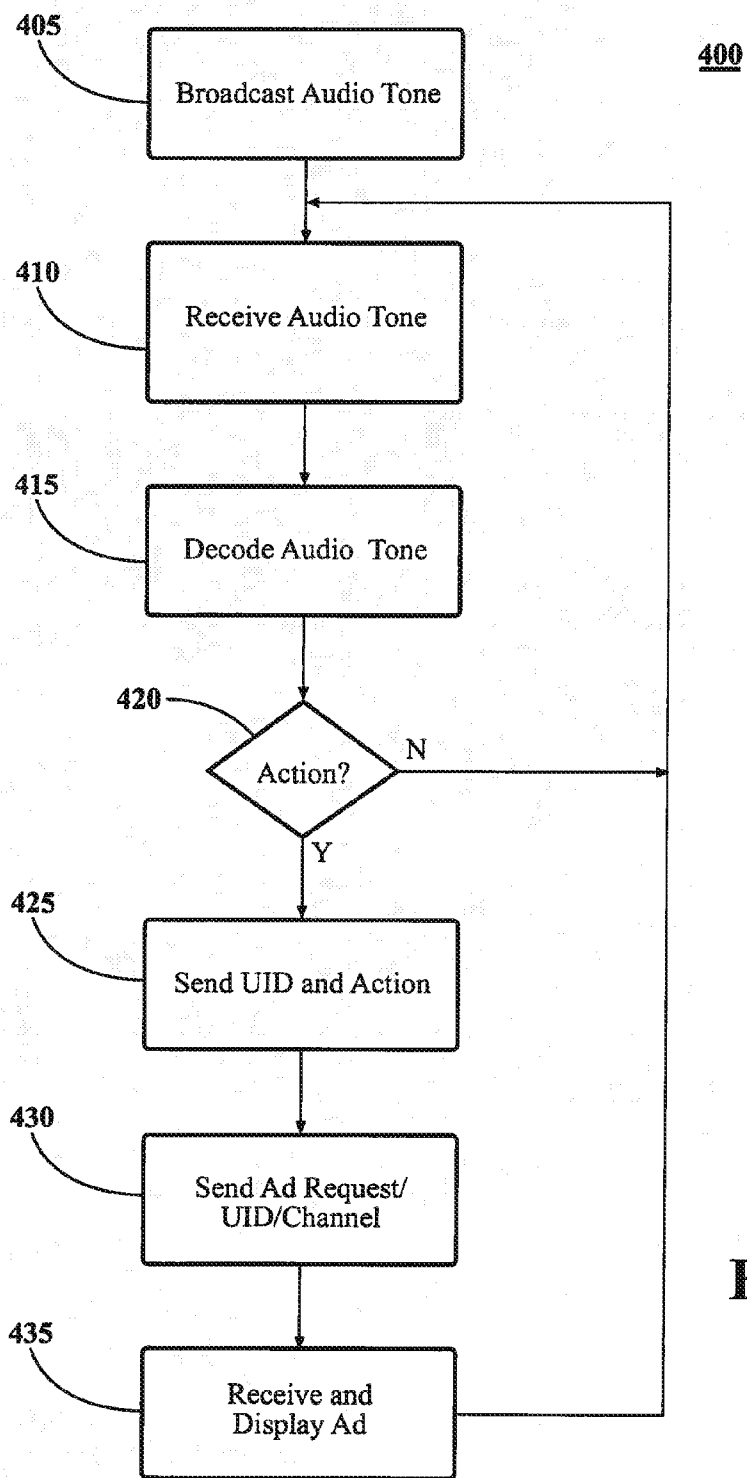 405
400
Broadcast Audio Tone
410
Receive Audio Tone
415
Decode Audio Tone
420
Action?
N
Y
425
Send UID and Action
430
Send Ad Request/
UID/Channel
435
Receive and
Display Ad